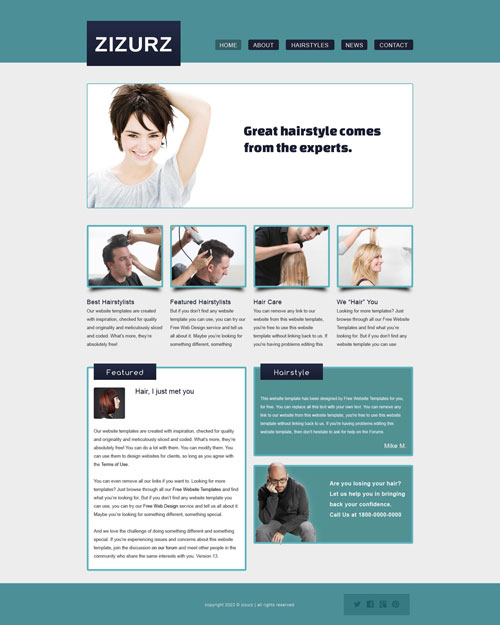 ZIZURZ
HOME ABOUT HAIRSTYLES NEWS CONTACT
Great hairstyle comes
from the experts.
Best Hairstylists
Our website templates are created
with inspiration, checked for quality
and originality and meticulously sliced
and coded. What's more, they're
absolutely free!
Featured Hairstylists
But if you don't find any website
template you can use, you can try our
Free Web Design service and tell us
all about it. Maybe you're looking for
something different, something
Hair Care
You can remove any link to our
website from this website template,
you're free to use this website
template without linking back to us. If
you're having problems editing this
We "Hair" You
Looking for more templates? Just
browse through all our Free Website
Templates and find what you're
looking for. But if you don't find any
website template you can use
Featured
Hair, I just met you
Our website templates are created with inspiration, checked for quality
and originality and meticulously sliced and coded. What's more, they're
absolutely free! You can do a lot with them. You can modify them. You
can use them to design websites for clients, so long as you agree with
the Terms of Use.
You can even remove all our links if you want to. Looking for more
templates? Just browse through all our Free Website Templates and find
what you're looking for. But if you don't find any website template you
can use, you can try our Free Web Design service and tell us all about it.
Maybe you're looking for something different, something special.
And we love the challenge of doing something different and something
special. If you're experiencing issues and concerns about this website
template, join the discussion on our forum and meet other people in the
community who share the same interests with you. Version 13.
Hairstyle
This website template has been designed by Free Website Templates for you,
for free. You can replace all this text with your own text. You can remove any
link to our website from this website template, you're free to use this website
template without linking back to us. If you're having problems editing this
website template, then don't hesitate to ask for help on the Forums.
Mike M.
Are you losing your hair?
Let us help you in bringing
back your confidence.
Call Us at 1800-0000-0000
copyright 2023 © zizurz | all rights reserved